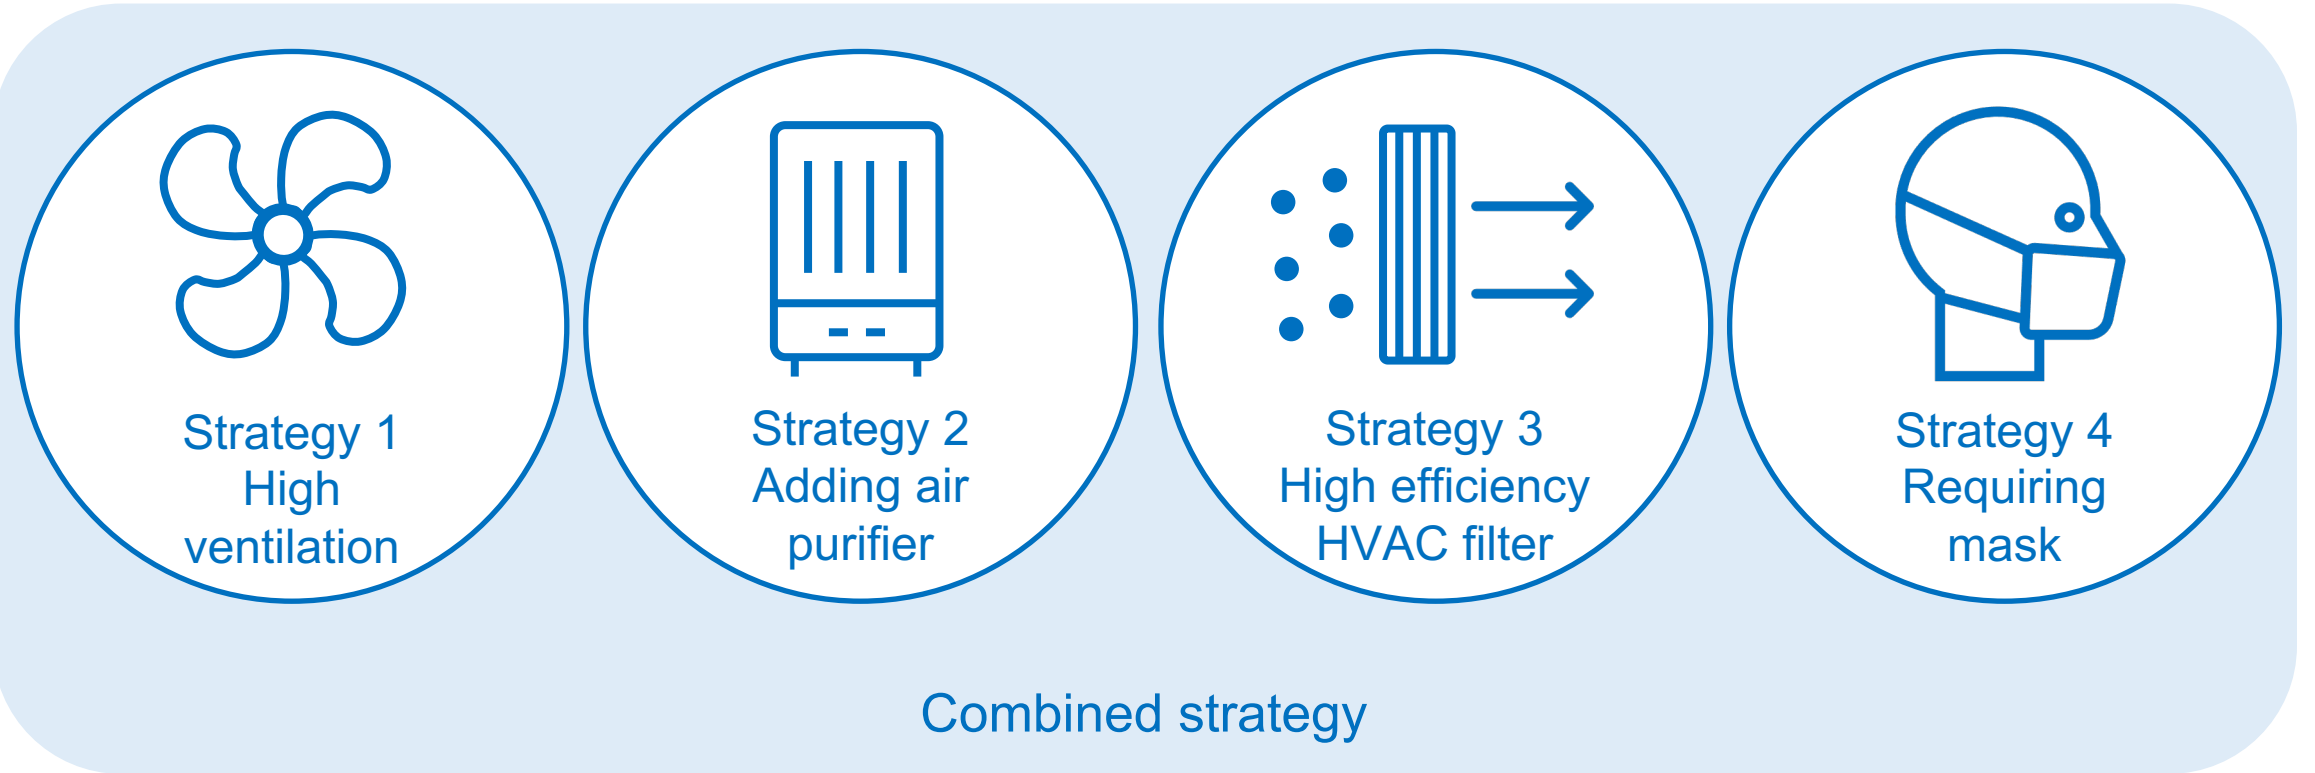 Strategy 1
High
ventilation
Strategy 2
Adding air
purifier
Strategy 3
High efficiency
HVAC filter
Strategy 4
Requiring
mask
Combined strategy